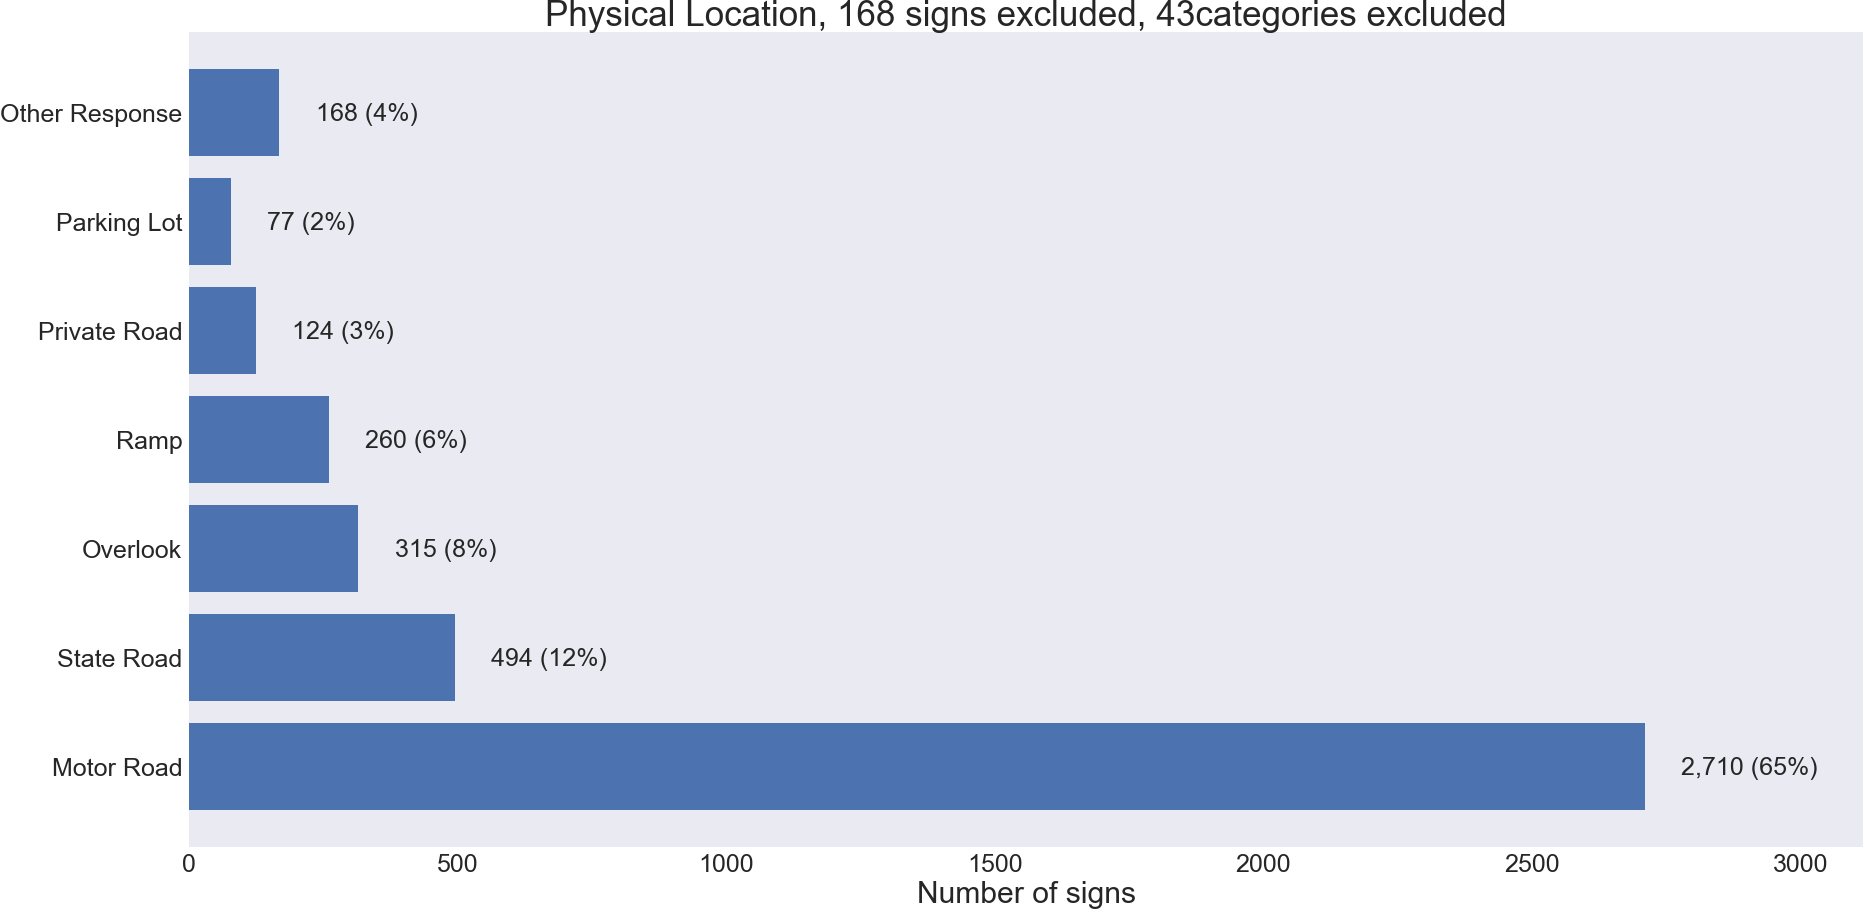 Physical Location, 168 signs excluded, 43categories excluded
Other Response 168 (4%)
Parking Lot 77 (2%)
Private Road 124 (3%)
Ramp 260 (6%)
Overlook 315 (8%)
State Road 494 (12%)
Motor Road 2,710 (65%)
0 500 1000 1500 2000 2500 3000
Number of signs